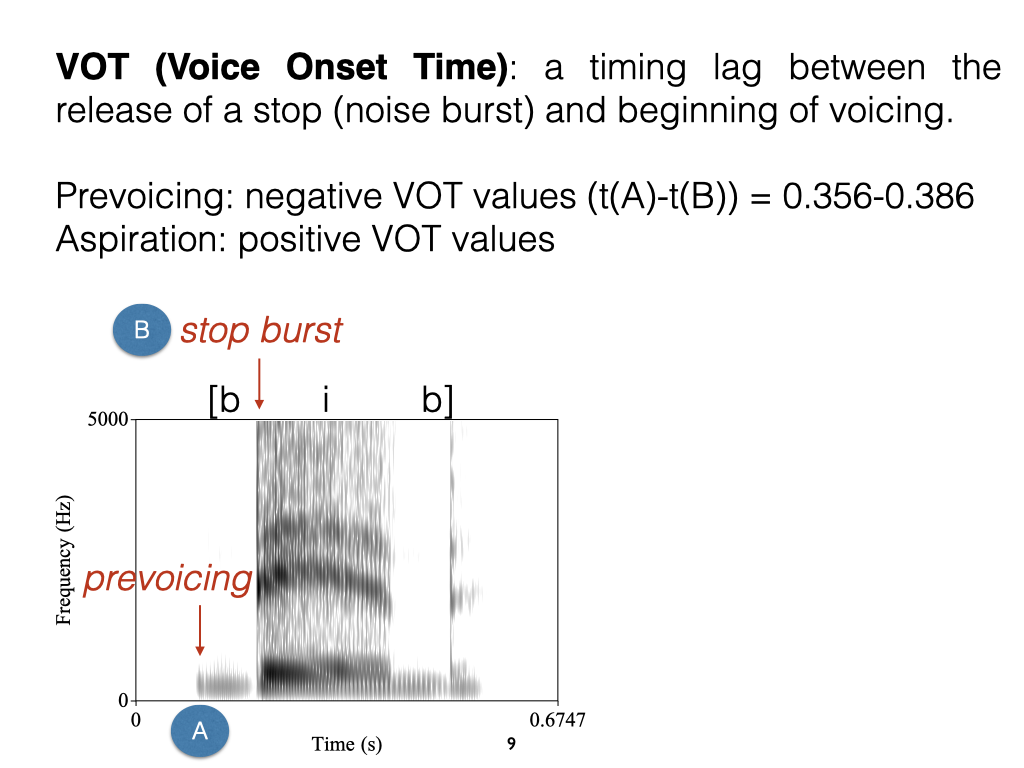 VOT (Voice Onset Time): a timing lag between the
release of a stop (noise burst) and beginning of voicing.
Prevoicing: negative VOT values (t(A)-t(B)) = 0.356-0.386
Aspiration: positive VOT values
B stop burst
[b i b]
5000
Frequency (Hz)
prevoicing
0
0 0.6747
A
Time (s)
9